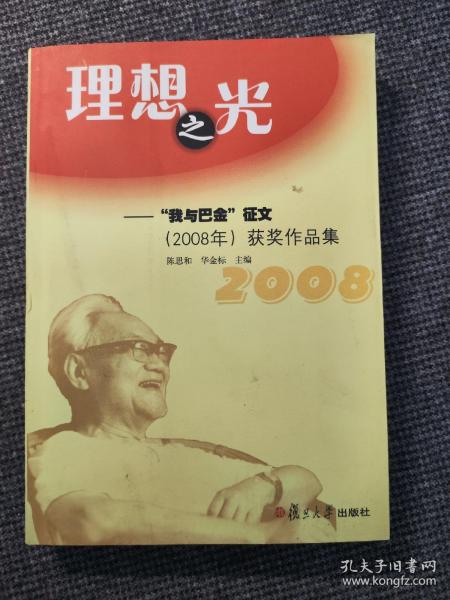 理想之光
——“我与巴金”征文
（2008年）获奖作品集
陈思和 华金标 主编
2008
復旦大学出版社
孔夫子旧书网
www.kongfz.com